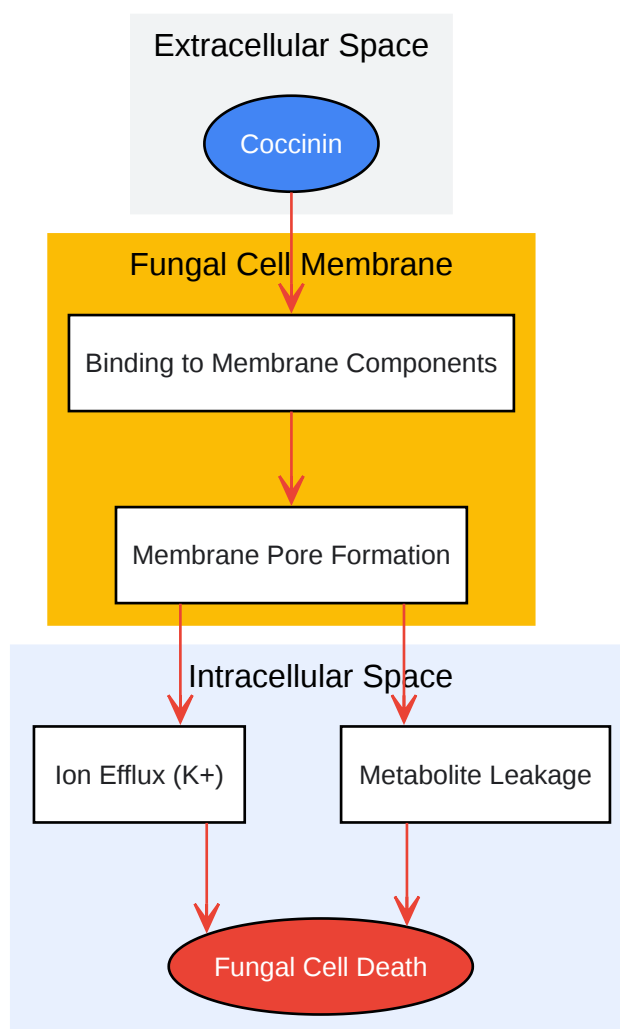 Extracellular Space
Coccinin
Fungal Cell Membrane
Binding to Membrane Components
Membrane Pore Formation
Intracellular Space
Ion Efflux (K+)
Metabolite Leakage
Fungal Cell Death